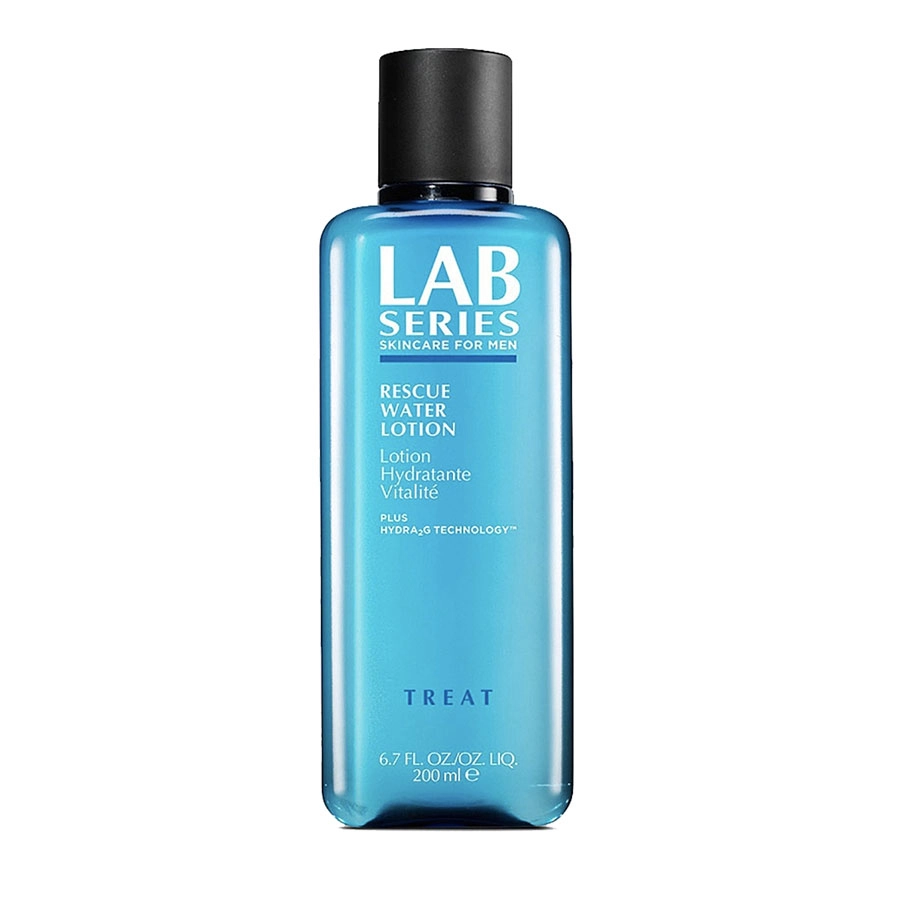 LAB
SERIES
SKINCARE FOR MEN
RESCUE
WATER
LOTION
Lotion
Hydratante
Vitalité
PLUS
HYDRA₂G TECHNOLOGY™
TREAT
6.7 FL. OZ./OZ. LIQ.
200 ml ℮